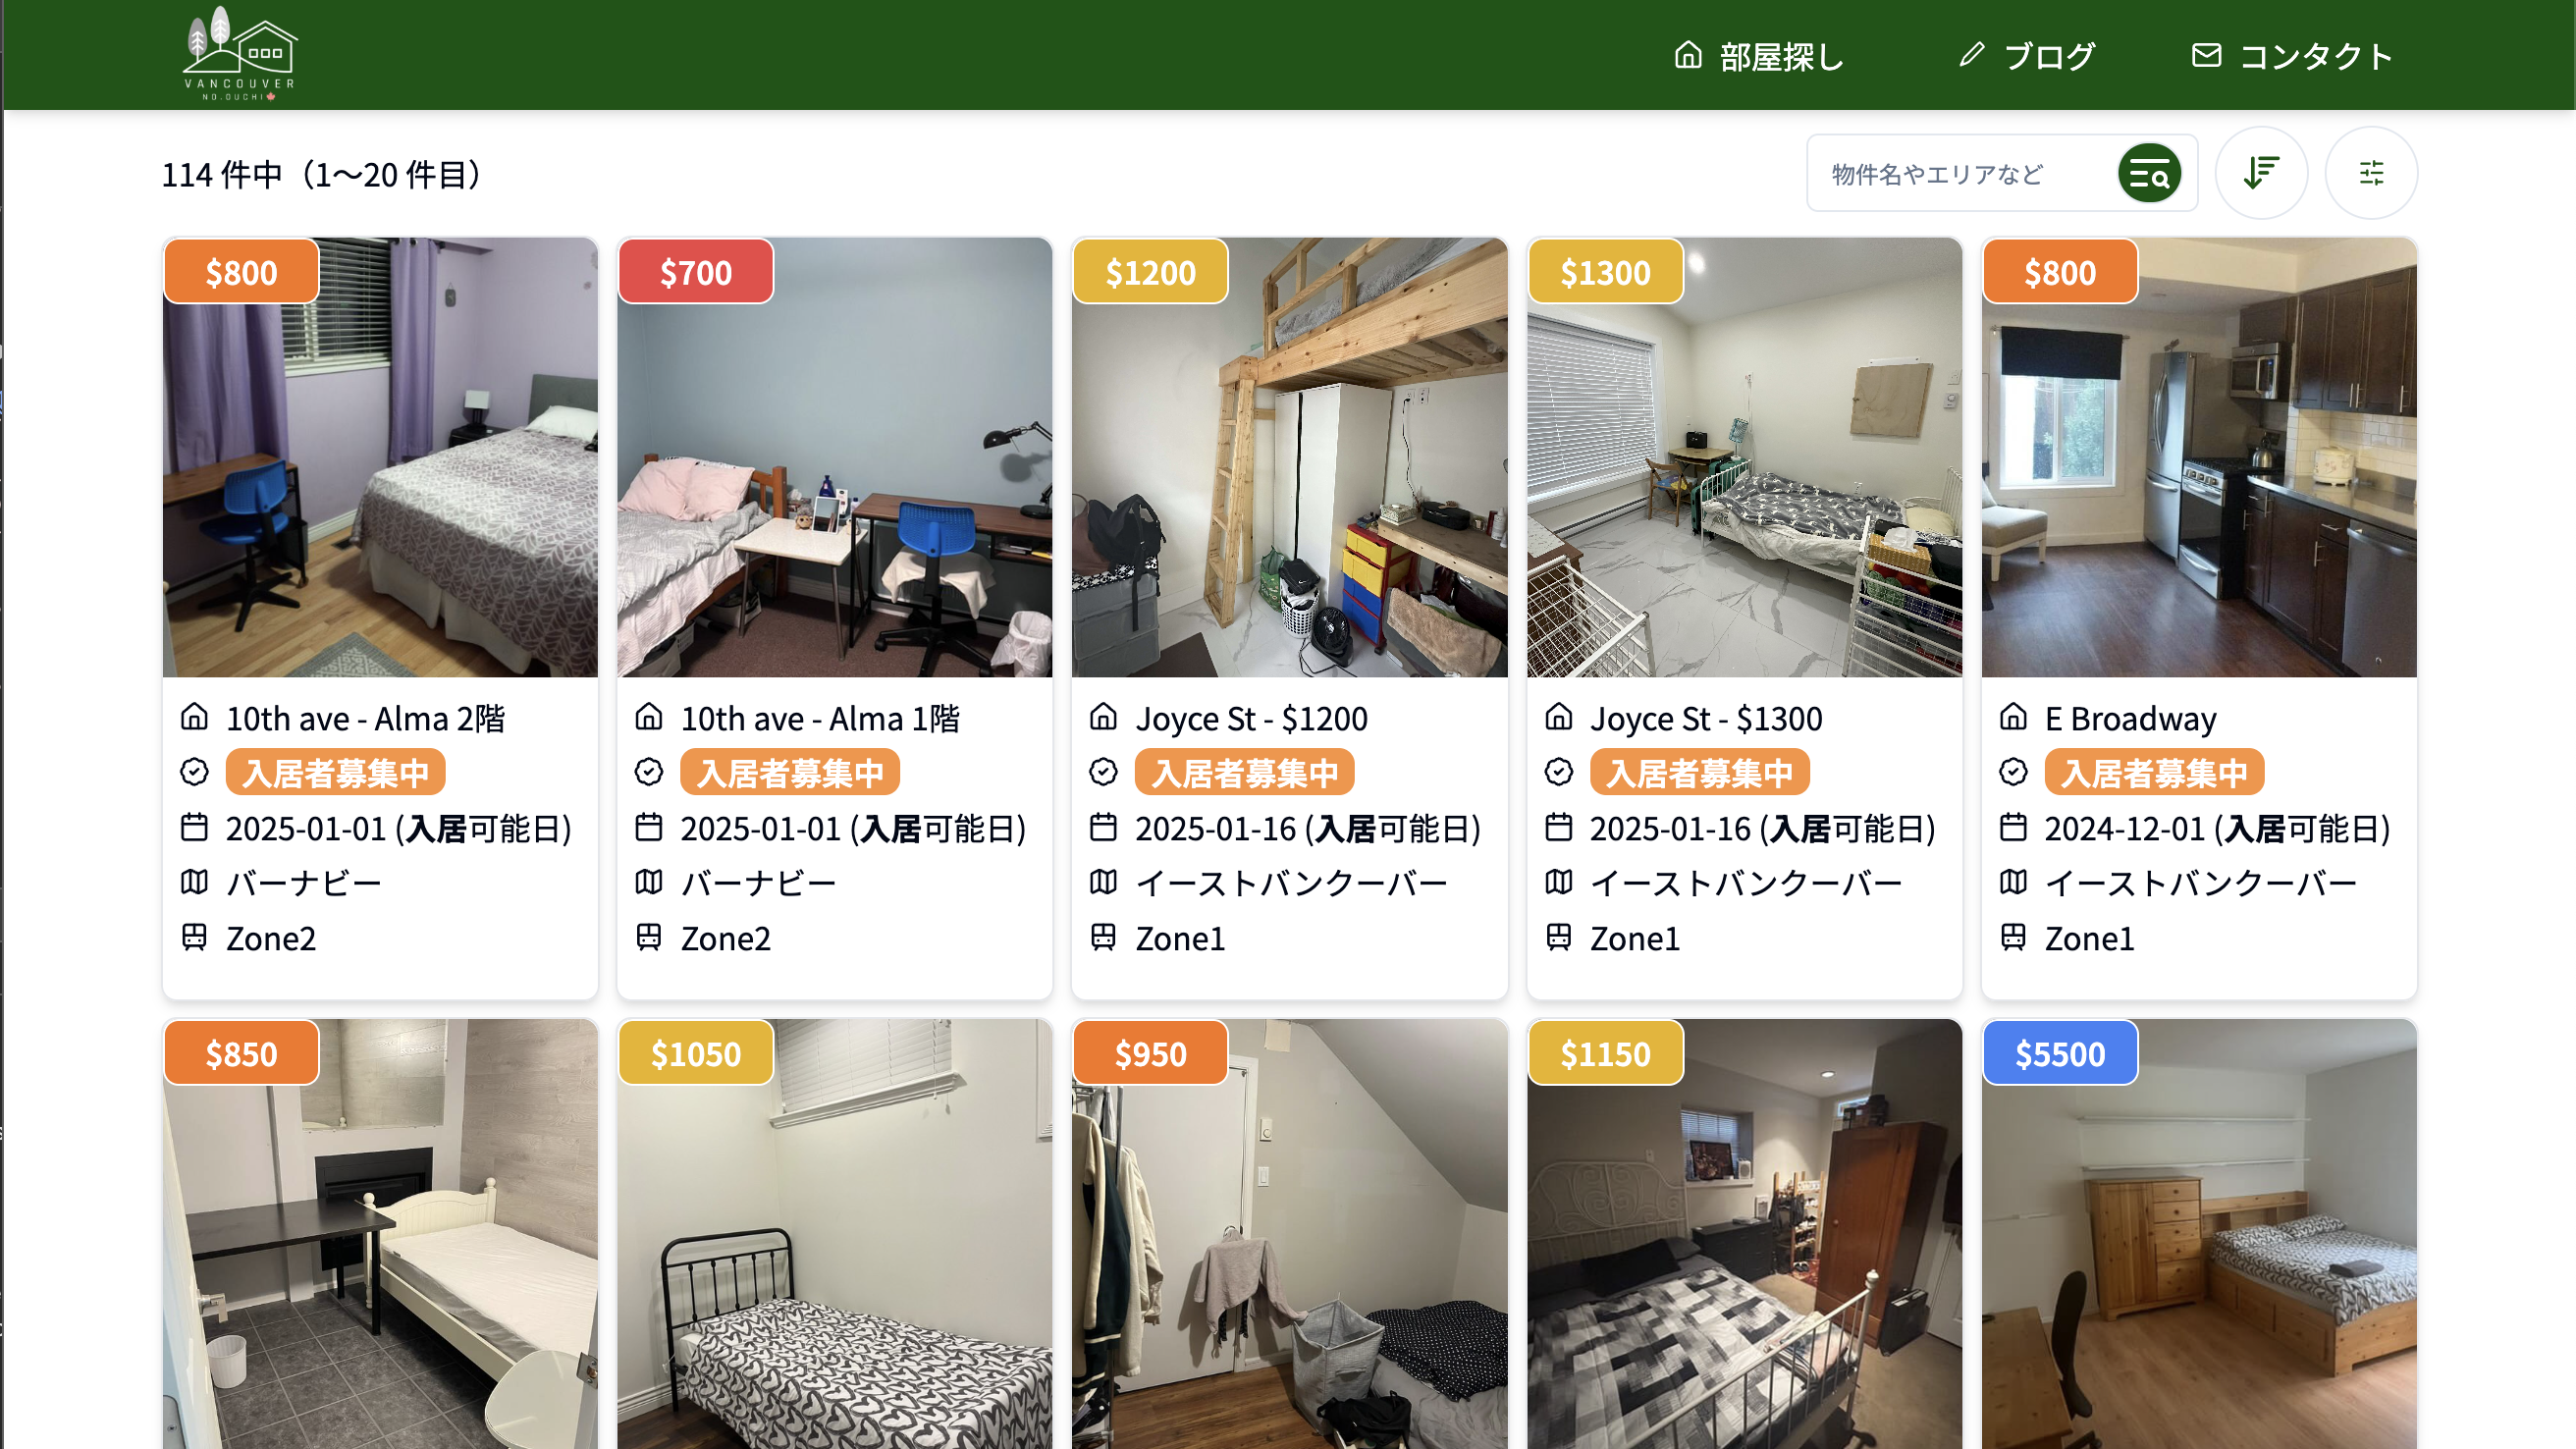 VANCOUVER
NO.OUCHI
部屋探し
ブログ
コンタクト
114 件中（1～20 件目）
物件名やエリアなど
$800
$700
$1200
$1300
$800
10th ave - Alma 2階
入居者募集中
2025-01-01 (入居可能日)
バーナビー
Zone2
10th ave - Alma 1階
入居者募集中
2025-01-01 (入居可能日)
バーナビー
Zone2
Joyce St - $1200
入居者募集中
2025-01-16 (入居可能日)
イーストバンクーバー
Zone1
Joyce St - $1300
入居者募集中
2025-01-16 (入居可能日)
イーストバンクーバー
Zone1
E Broadway
入居者募集中
2024-12-01 (入居可能日)
イーストバンクーバー
Zone1
$850
$1050
$950
$1150
$5500